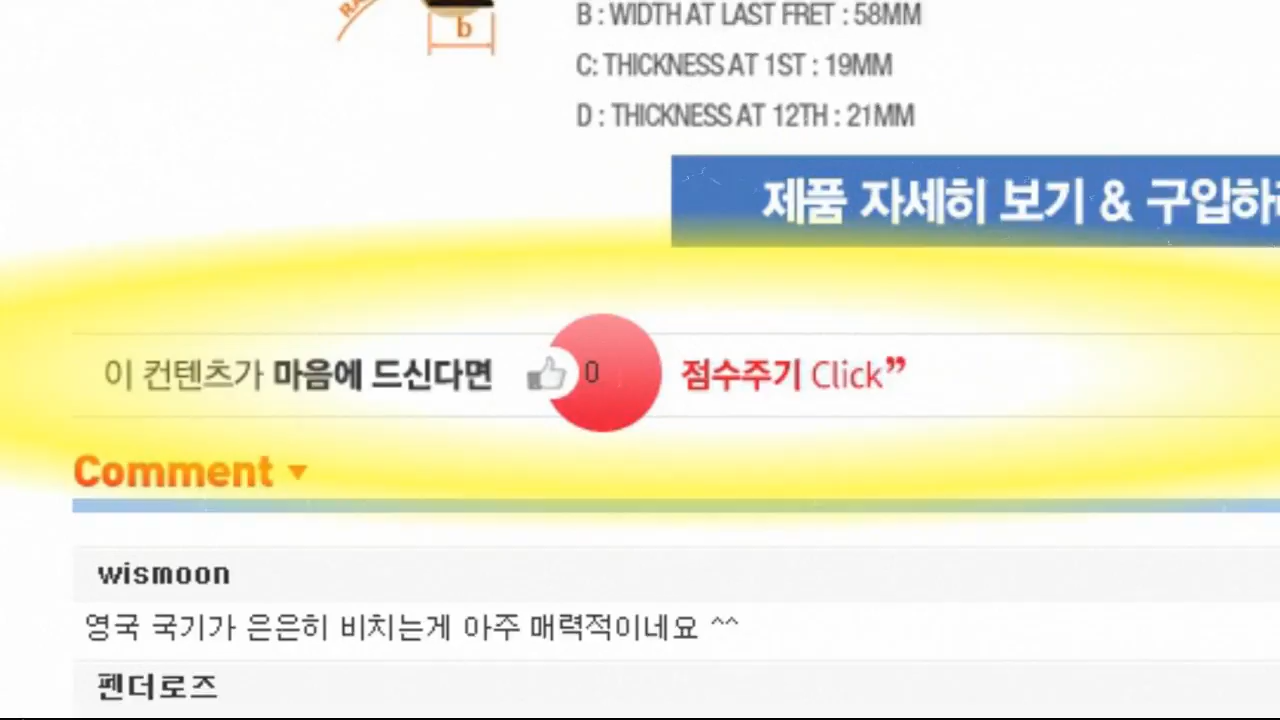 b
B : WIDTH AT LAST FRET : 58MM
C: THICKNESS AT 1ST : 19MM
D : THICKNESS AT 12TH : 21MM
제품 자세히 보기 & 구입하
이 컨텐츠가 마음에 드신다면 0 점수주기 Click”
Comment
wismoon
영국 국기가 은은히 비치는게 아주 매력적이네요 ^^
펜더로즈